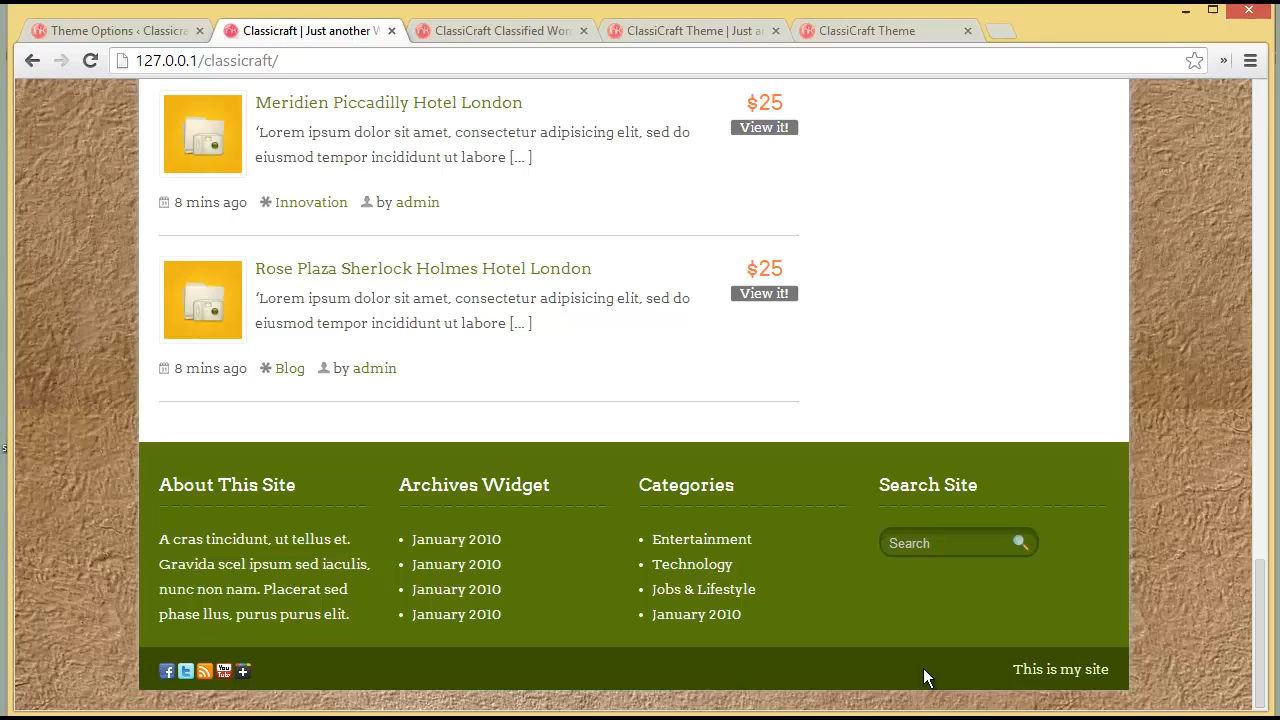 Theme Options ‹ Classicra
Classicraft | Just another W
ClassiCraft Classified Wor
ClassiCraft Theme | Just a
ClassiCraft Theme
127.0.0.1/classicraft/
Meridien Piccadilly Hotel London
$25
‘Lorem ipsum dolor sit amet, consectetur adipisicing elit, sed do
View it!
eiusmod tempor incididunt ut labore [... ]
8 mins ago Innovation by admin
Rose Plaza Sherlock Holmes Hotel London
$25
‘Lorem ipsum dolor sit amet, consectetur adipisicing elit, sed do
View it!
eiusmod tempor incididunt ut labore [... ]
8 mins ago Blog by admin
About This Site
A cras tincidunt, ut tellus et.
Gravida scel ipsum sed iaculis,
nunc non nam. Placerat sed
phase llus, purus purus elit.
Archives Widget
• January 2010
• January 2010
• January 2010
• January 2010
Categories
• Entertainment
• Technology
• Jobs & Lifestyle
• January 2010
Search Site
Search
You
Tube
This is my site